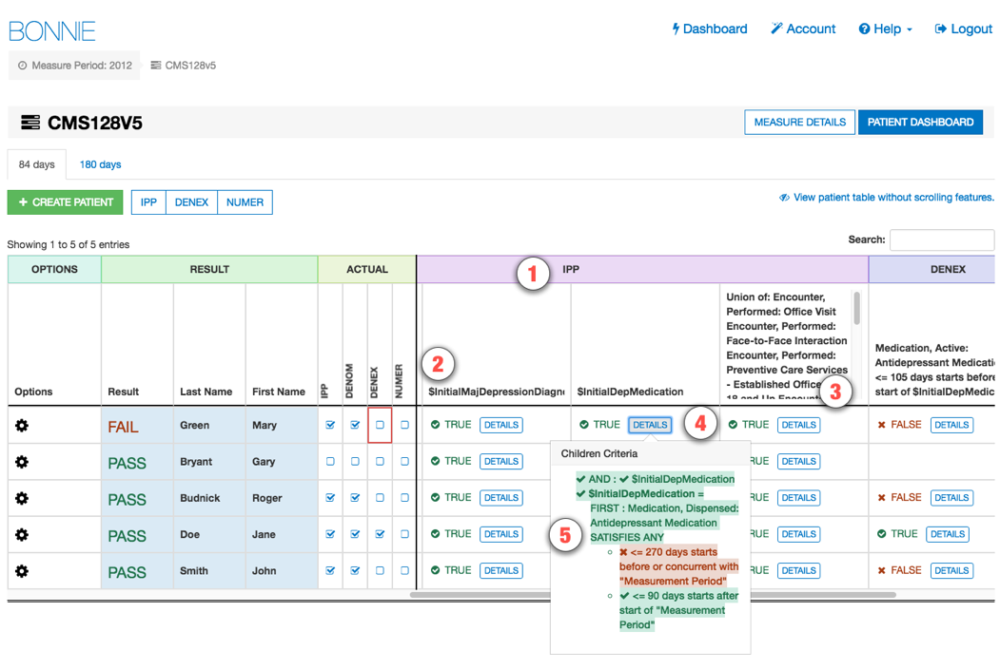 BONNIE
Dashboard Account Help Logout
Measure Period: 2012 CMS128v5
CMS128V5
MEASURE DETAILS PATIENT DASHBOARD
84 days 180 days
+ CREATE PATIENT IPP DENEX NUMER
View patient table without scrolling features.
Showing 1 to 5 of 5 entries
Search:
OPTIONS RESULT ACTUAL 1 IPP DENEX
Union of: Encounter,
Performed: Office Visit
Encounter, Performed:
Face-to-Face Interaction
Encounter, Performed:
Preventive Care Services
- Established Office
18 and Up Encounter
3
Medication, Active:
Antidepressant Medicati
<= 105 days starts before
start of $InitialDepMedic
2
Options Result Last Name First Name IPP DENOM DENEX NUMER $InitialMajDepressionDiagne $InitialDepMedication
FAIL Green Mary TRUE DETAILS TRUE DETAILS 4 TRUE DETAILS FALSE DETAILS
PASS Bryant Gary TRUE DETAILS RUE DETAILS
PASS Budnick Roger TRUE DETAILS RUE DETAILS FALSE DETAILS
PASS Doe Jane TRUE DETAILS RUE DETAILS TRUE DETAILS
PASS Smith John TRUE DETAILS RUE DETAILS FALSE DETAILS
Children Criteria
AND : $InitialDepMedication
$InitialDepMedication =
FIRST : Medication, Dispensed:
Antidepressant Medication
SATISFIES ANY
5
<= 270 days starts
before or concurrent with
"Measurement Period"
<= 90 days starts after
start of "Measurement
Period"